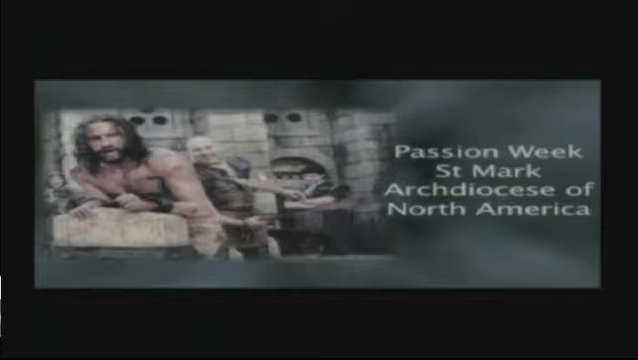 Passion Week
St Mark
Archdiocese of
North America